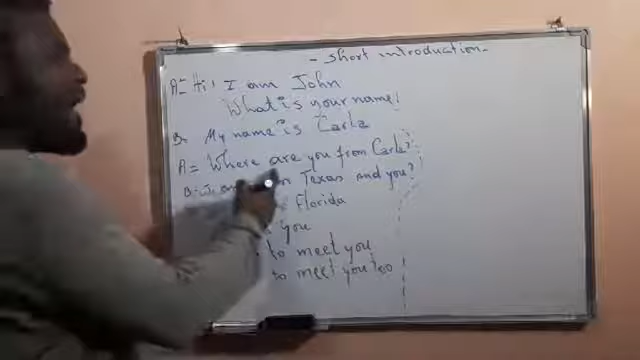 - short introduction -
A= Hi! I am John
What is your name!
B= My name is Carla
A= Where are you from Carla?
Texas and you?
Florida
you
to meet you
to meet you too